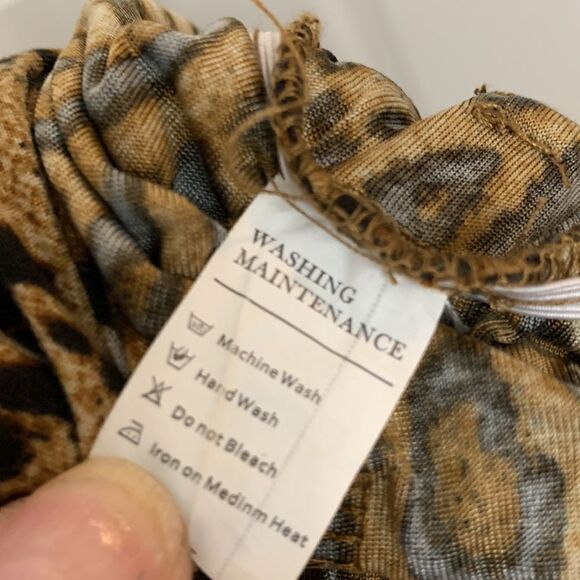 WASHING
MAINTENANCE
Machine Wash
Hand Wash
Do not Bleach
Iron on Medinm Heat